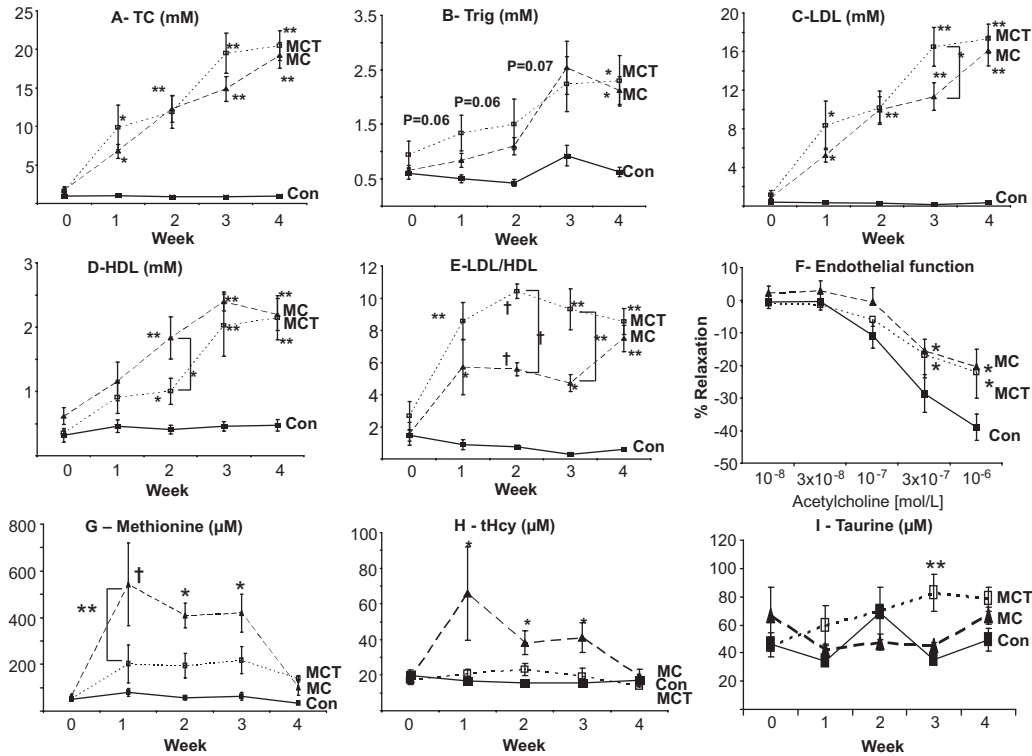 A- TC (mM)
25
20
15
10
5
0 1 2 3 4
Week
* * ** ** ** ** **
MCT
MC
Con
B- Trig (mM)
3.5
2.5
1.5
0.5
0 1 2 3 4
Week
P=0.06
P=0.06
P=0.07
* *
MCT
MC
C-LDL (mM)
20
16
12
8
4
0 1 2 3 4
Week
* * ** ** ** * ** **
MCT
MC
Con
D-HDL (mM)
3
2
1
0 1 2 3 4
Week
** * * ** ** ** **
MC
MCT
Con
E-LDL/HDL
12
10
8
6
4
2
0 1 2 3 4
Week
** * † † † ** * ** ** **
MCT
MC
Con
F- Endothelial function
10
0
-10
-20
-30
-40
-50
% Relaxation
10-8 3x10-8 10-7 3x10-7 10-6
Acetylcholine [mol/L]
* * * *
MC
MCT
Con
G – Methionine (µM)
800
600
400
200
0 1 2 3 4
Week
** † * *
MCT
MC
Con
H - tHcy (µM)
100
80
60
40
20
0 1 2 3 4
Week
* * *
MC
Con
MCT
I - Taurine (µM)
120
100
80
60
40
20
0
0 1 2 3 4
Week
**
MCT
MC
Con